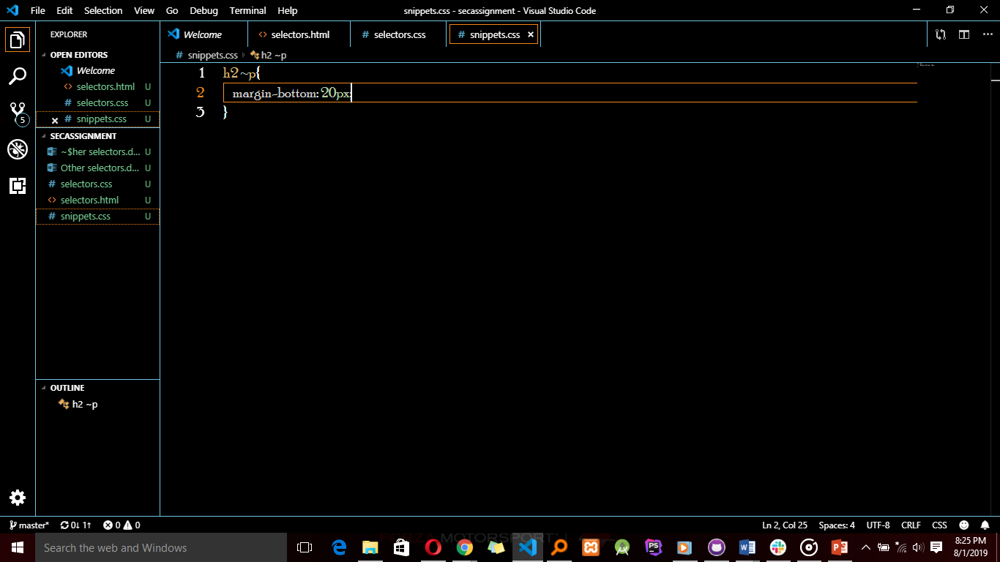 File Edit Selection View Go Debug Terminal Help snippets.css - secassignment - Visual Studio Code
EXPLORER
Welcome selectors.html selectors.css snippets.css
OPEN EDITORS
Welcome
selectors.html U
selectors.css U
snippets.css U
SECASSIGNMENT
~$her selectors.d... U
Other selectors.d... U
selectors.css U
selectors.html U
snippets.css U
OUTLINE
h2 ~p
snippets.css h2 ~p
1 h2 ~p{
2 margin-bottom: 20px;
3 }
5
master* 0↓ 1↑ 0 0 Ln 2, Col 25 Spaces: 4 UTF-8 CRLF CSS
Search the web and Windows
MOTORSPORT
PS
8:25 PM
8/1/2019